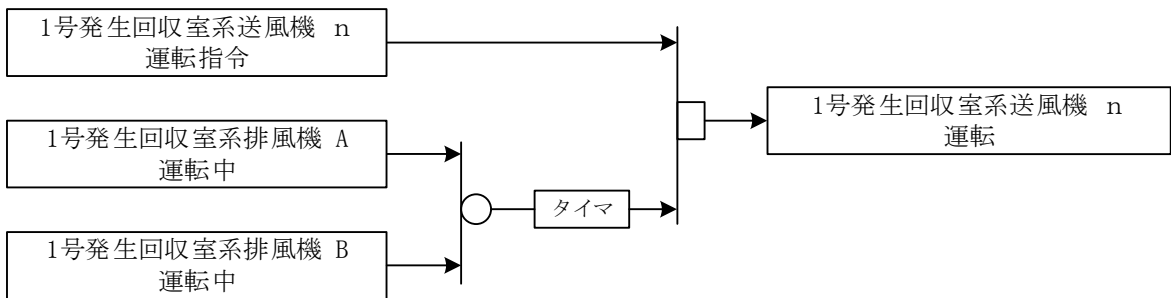 1号発生回収室系送風機 n
運転指令
1号発生回収室系排風機 A
運転中
1号発生回収室系排風機 B
運転中
タイマ
1号発生回収室系送風機 n
運転